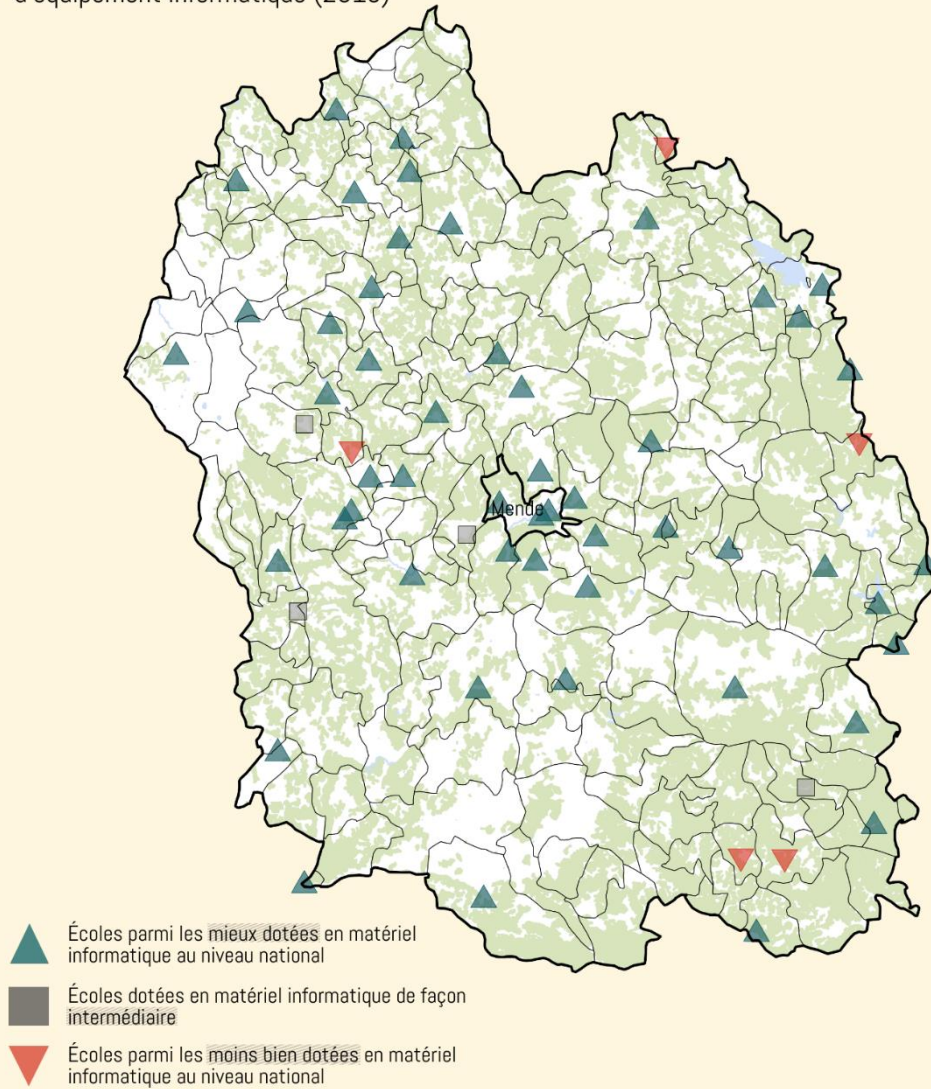 d'équipement informatique (2018)
Mende
Écoles parmi les mieux dotées en matériel
informatique au niveau national
Écoles dotées en matériel informatique de façon
intermédiaire
Écoles parmi les moins bien dotées en matériel
informatique au niveau national